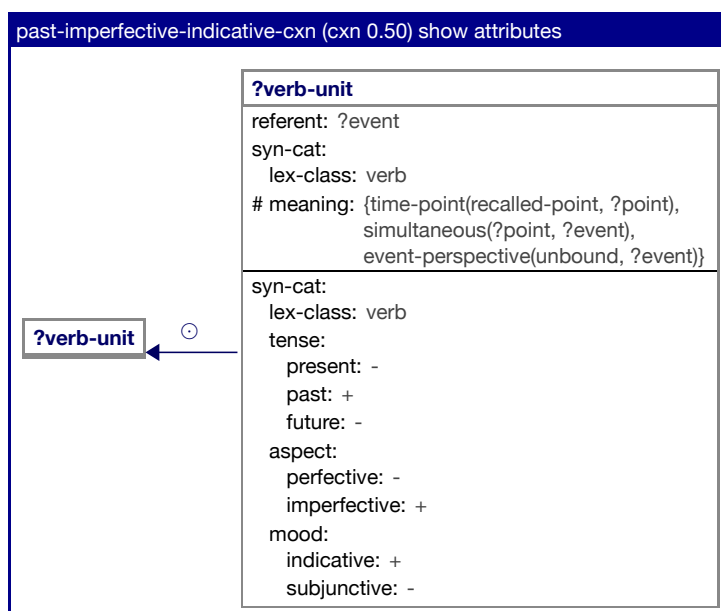 past-imperfective-indicative-cxn (cxn 0.50) show attributes
?verb-unit
referent: ?event
syn-cat:
lex-class: verb
# meaning: {time-point(recalled-point, ?point),
simultaneous(?point, ?event),
event-perspective(unbound, ?event)}
syn-cat:
lex-class: verb
tense:
present: -
past: +
future: -
aspect:
perfective: -
imperfective: +
mood:
indicative: +
subjunctive: -
?verb-unit
⊙